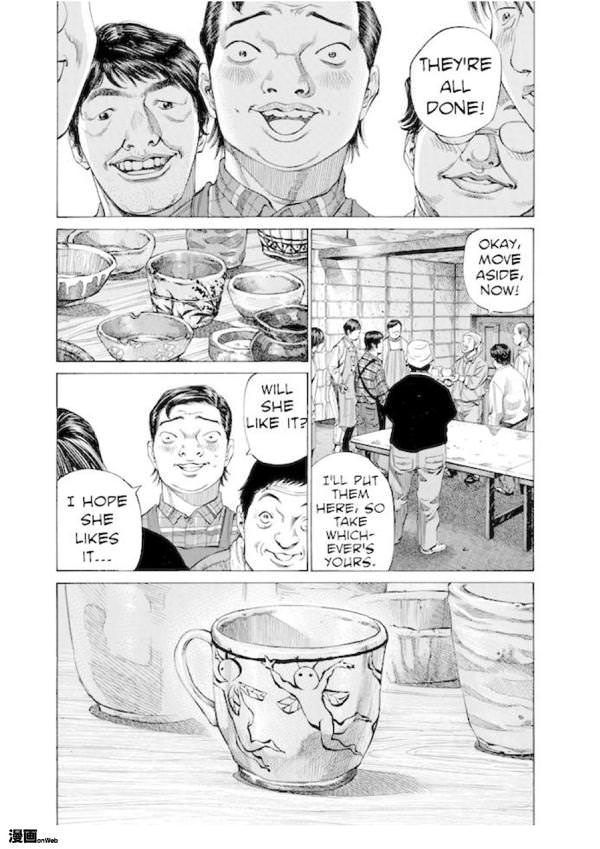 THEY'RE
ALL
DONE!
OKAY,
MOVE
ASIDE,
NOW!
I'LL PUT
THEM
HERE, SO
TAKE
WHICH-
EVER'S
YOURS.
WILL
SHE
LIKE IT?
I HOPE
SHE
LIKES
IT...
漫画onWeb